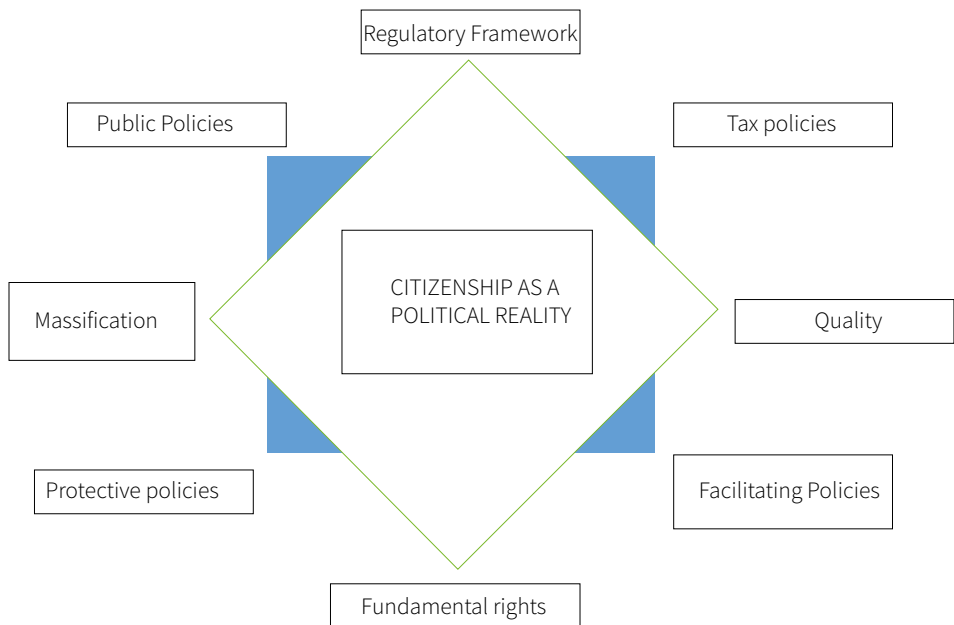 Regulatory Framework
Public Policies
Tax policies
CITIZENSHIP AS A
POLITICAL REALITY
Massification
Quality
Protective policies
Facilitating Policies
Fundamental rights